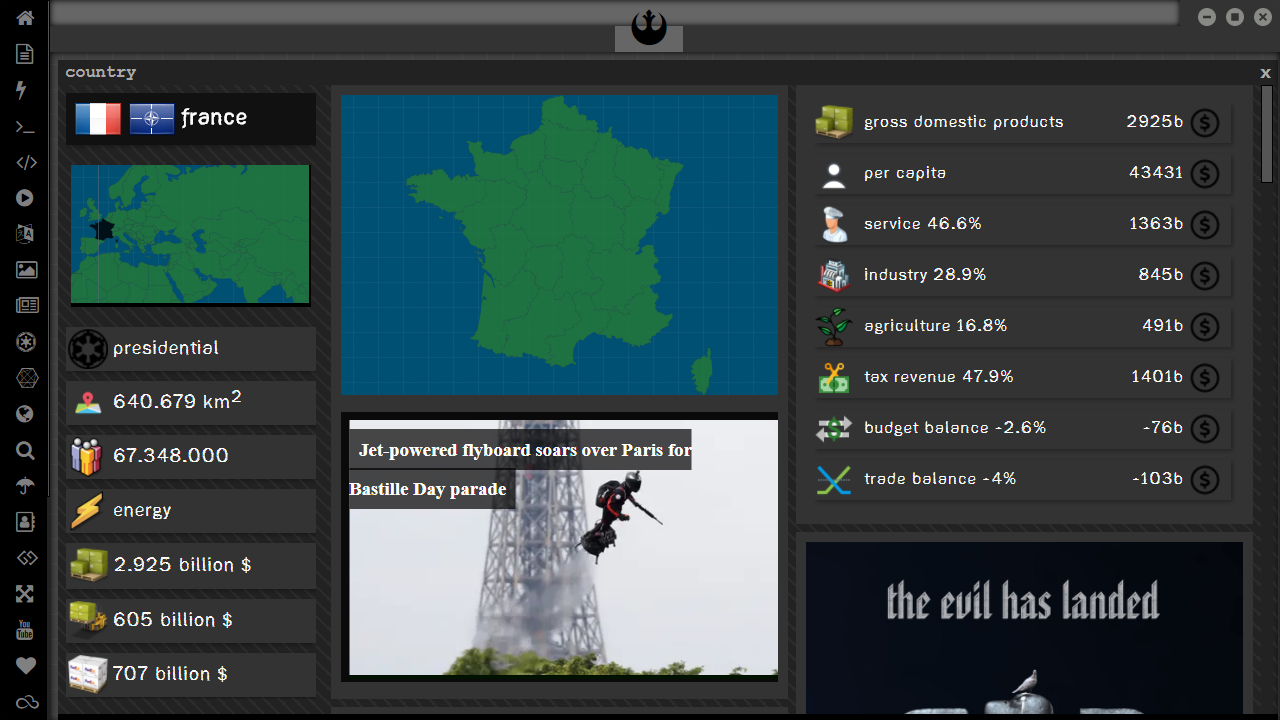 country
x
france
presidential
640.679 km²
67.348.000
energy
2.925 billion $
605 billion $
707 billion $
Jet-powered flyboard soars over Paris for
Bastille Day parade
gross domestic products 2925b
per capita 43431
service 46.6% 1363b
industry 28.9% 845b
agriculture 16.8% 491b
tax revenue 47.9% 1401b
budget balance -2.6% -76b
trade balance -4% -103b
the evil has landed
You
Tube